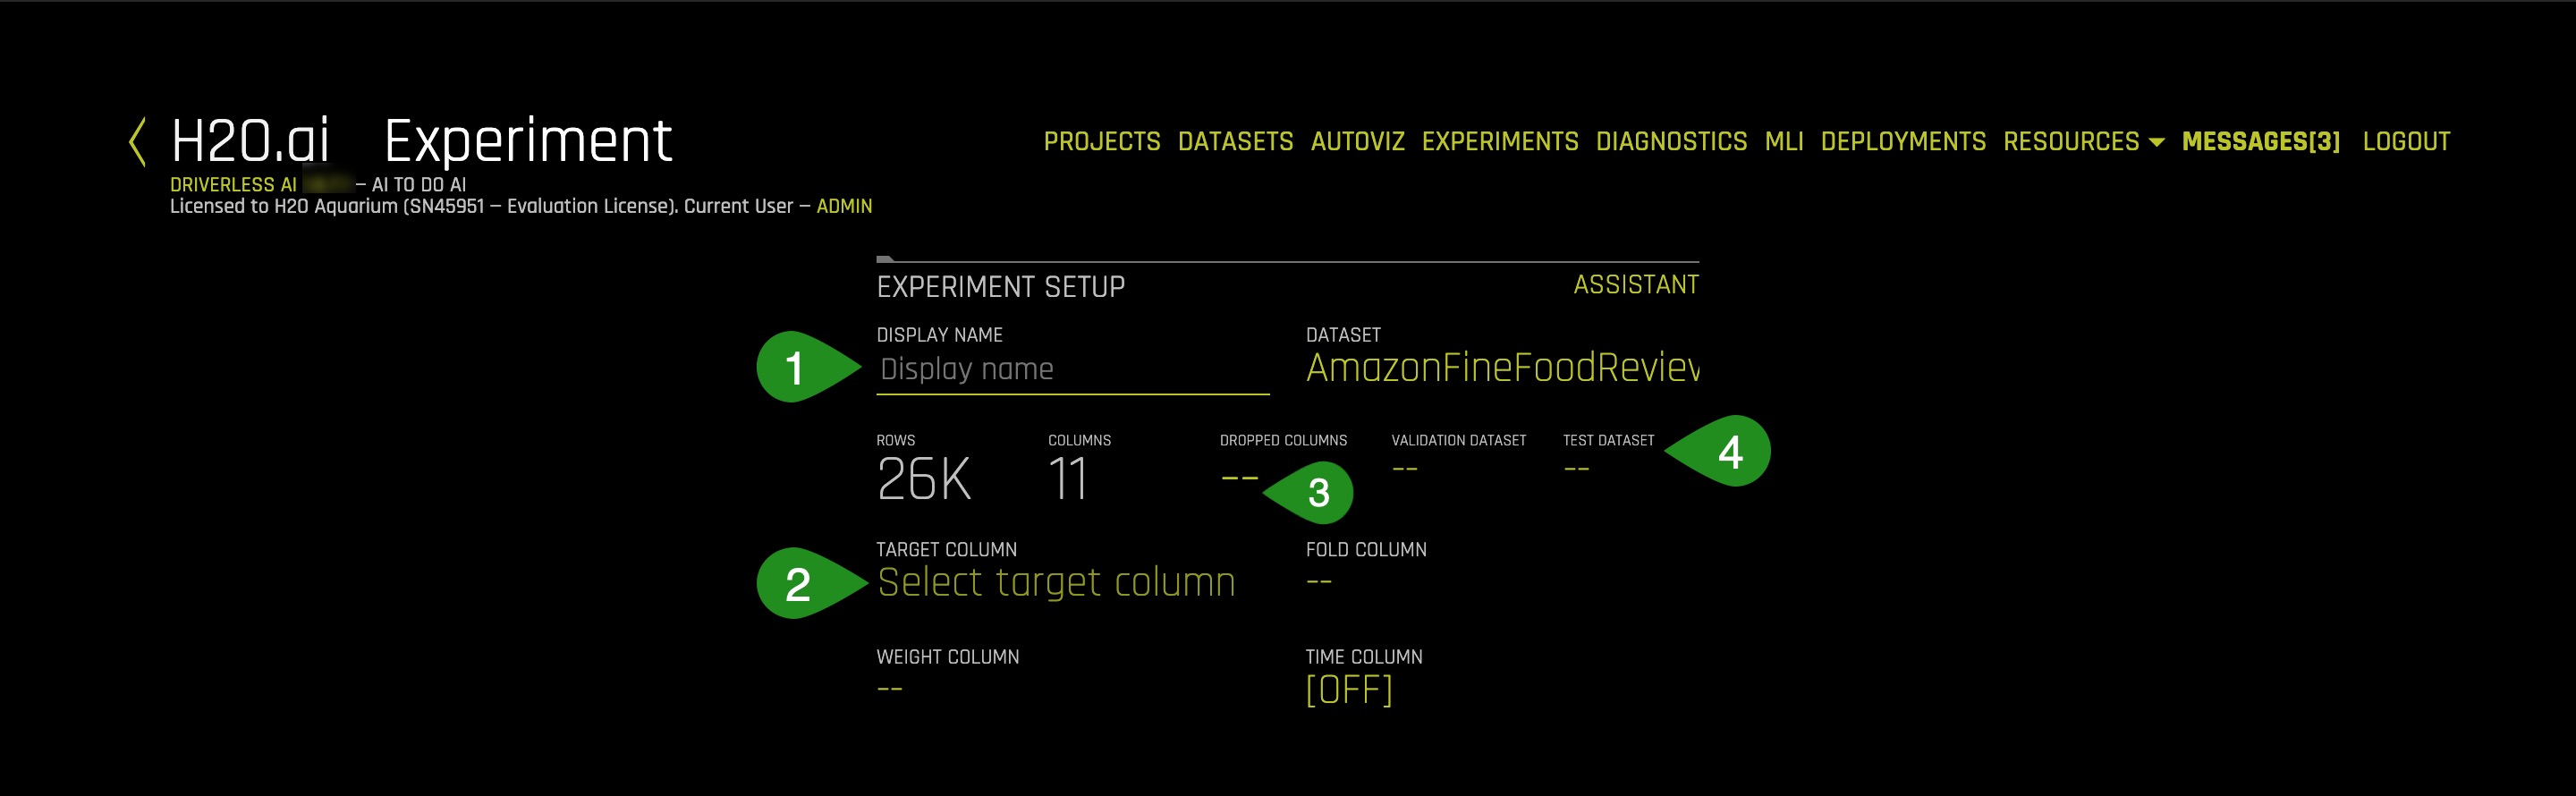 H2O.ai Experiment
PROJECTS DATASETS AUTOVIZ EXPERIMENTS DIAGNOSTICS MLI DEPLOYMENTS RESOURCES MESSAGES[3] LOGOUT
DRIVERLESS AI – AI TO DO AI
Licensed to H2O Aquarium (SN45951 – Evaluation License). Current User – ADMIN
EXPERIMENT SETUP ASSISTANT
DISPLAY NAME DATASET
1 Display name AmazonFineFoodReview
ROWS COLUMNS DROPPED COLUMNS VALIDATION DATASET TEST DATASET 4
26K 11 -- 3 -- --
TARGET COLUMN FOLD COLUMN
2 Select target column --
WEIGHT COLUMN TIME COLUMN
-- [OFF]